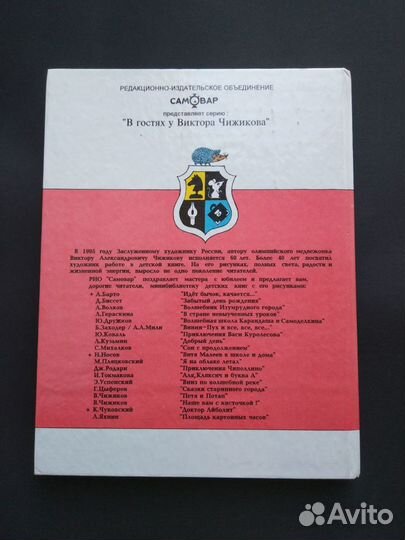 РЕДАКЦИОННО-ИЗДАТЕЛЬСКОЕ ОБЪЕДИНЕНИЕ
САМОВАР
представляет серию:
"В гостях у Виктора Чижикова"
В 1995 году Заслуженному художнику России, автору олимпийского медвежонка
Виктору Александровичу Чижикову исполняется 60 лет. Более 40 лет посвятил
художник работе в детской книге. На его рисунках, полных света, радости и
жизненной энергии, выросло не одно поколение читателей.
РИО "Самовар" поздравляет мастера с юбилеем и предлагает вам,
дорогие читатели, минибиблиотеку детских книг с его рисунками:
+ А.Барто "Идёт бычок, качается..."
Д.Биссет "Забытый день рождения"
А.Волков "Волшебник Изумрудного города"
Л.Гераскина "В стране невыученных уроков"
Ю.Дружков "Волшебная школа Карандаша и Самоделкина"
Б.Заходер / А.А.Милн "Винни-Пух и все, все, все..."
Ю.Коваль "Приключения Васи Куролесова"
Л.Кузьмин "Добрый день"
С.Михалков "Сон с продолжением"
+ Н.Носов "Витя Малеев в школе и дома"
М.Пляцковский "Я на облаке летал"
Дж.Родари "Приключения Чиполлино"
И.Токмакова "Аля, Кляксич и буква А"
Э.Успенский "Вниз по волшебной реке"
Г.Цыферов "Сказки старинного города"
В.Чижиков "Петя и Потап"
В.Чижиков "Наше вам с кисточкой!"
+ К.Чуковский "Доктор Айболит"
Л.Яхнин "Площадь картонных часов"
Avito